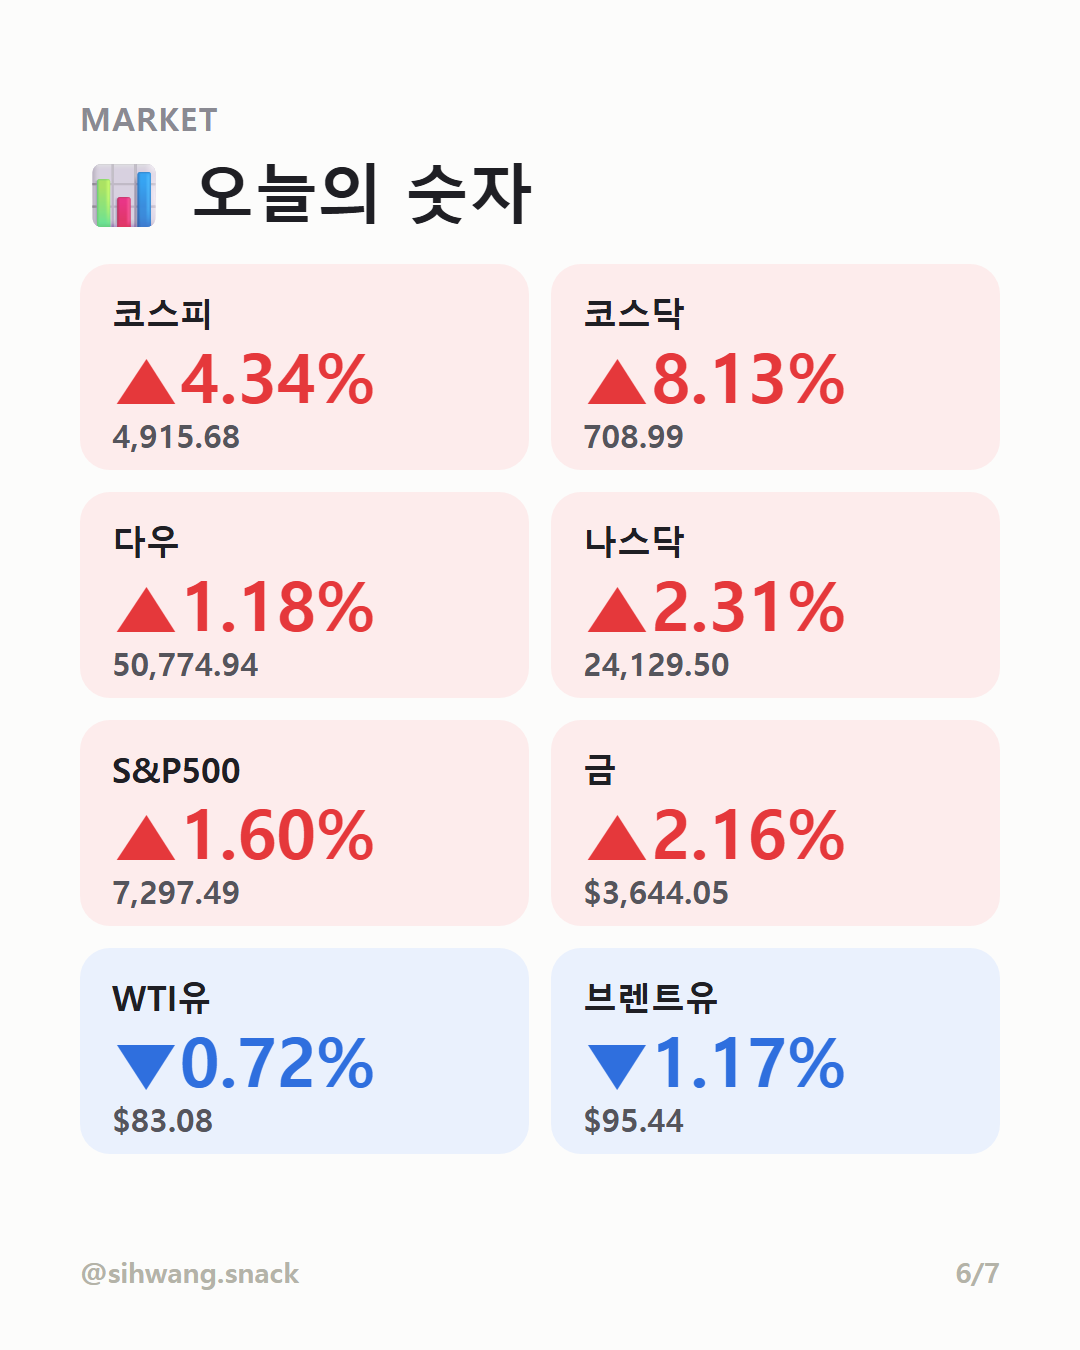 MARKET
오늘의 숫자
코스피
▲4.34%
4,915.68
코스닥
▲8.13%
708.99
다우
▲1.18%
50,774.94
나스닥
▲2.31%
24,129.50
S&P500
▲1.60%
7,297.49
금
▲2.16%
$3,644.05
WTI유
▼0.72%
$83.08
브렌트유
▼1.17%
$95.44
@sihwang.snack
6/7